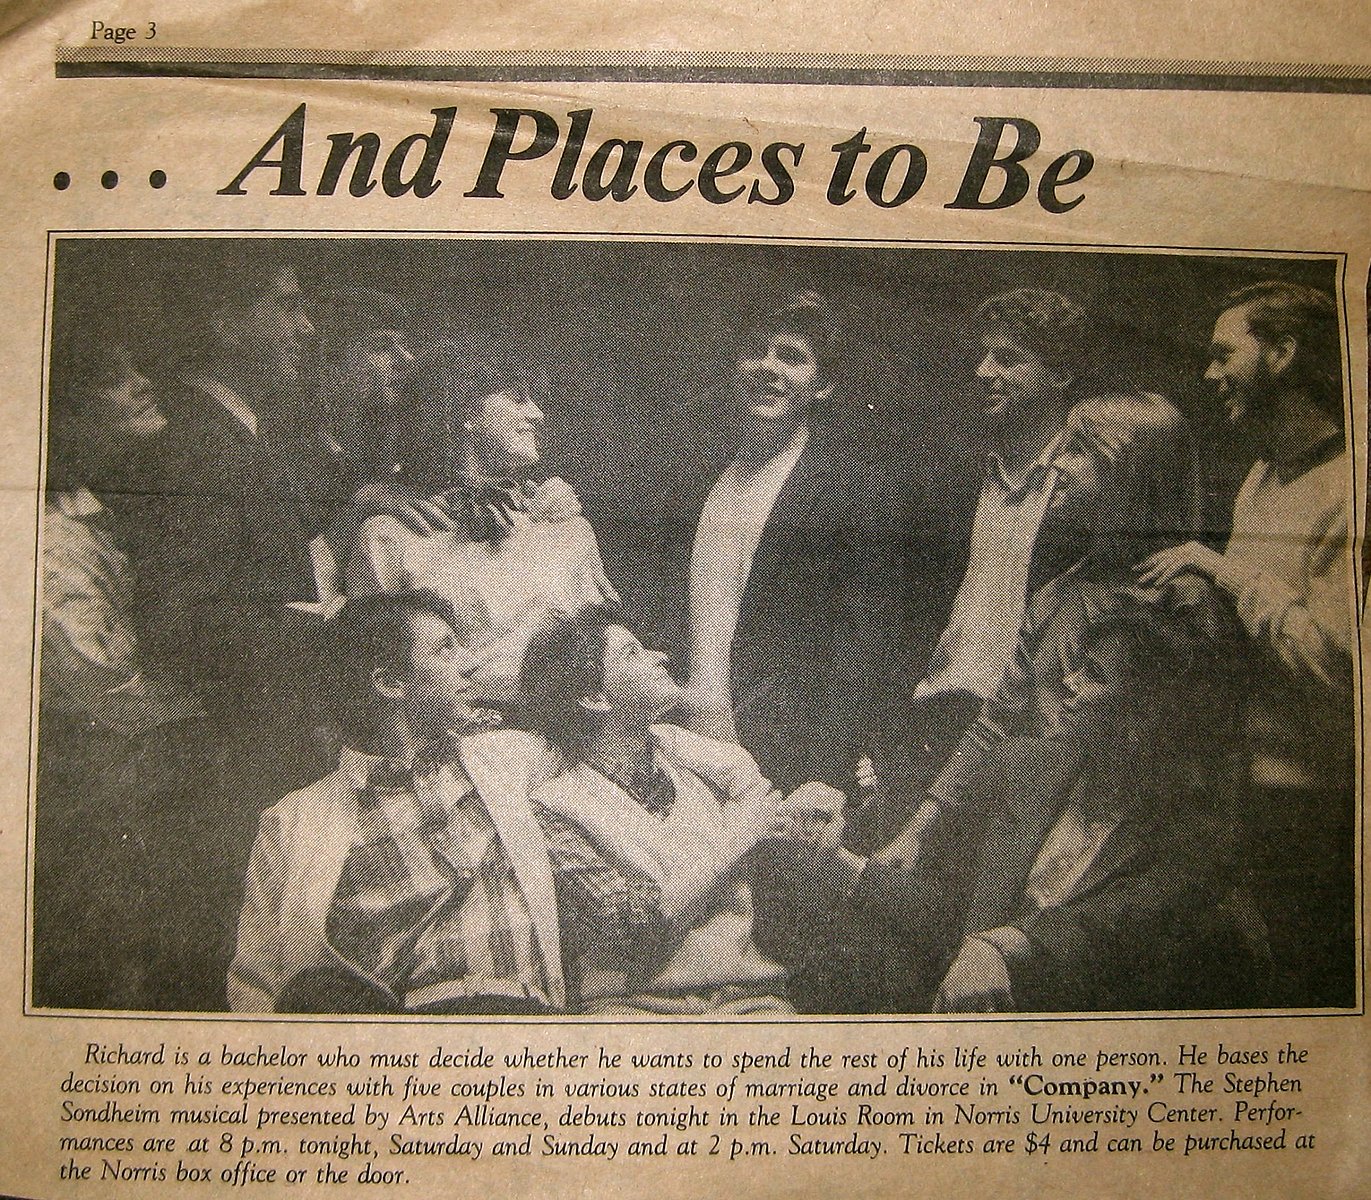 Page 3
... And Places to Be
Richard is a bachelor who must decide whether he wants to spend the rest of his life with one person. He bases the
decision on his experiences with five couples in various states of marriage and divorce in “Company.” The Stephen
Sondheim musical presented by Arts Alliance, debuts tonight in the Louis Room in Norris University Center. Perfor-
mances are at 8 p.m. tonight, Saturday and Sunday and at 2 p.m. Saturday. Tickets are $4 and can be purchased at
the Norris box office or the door.